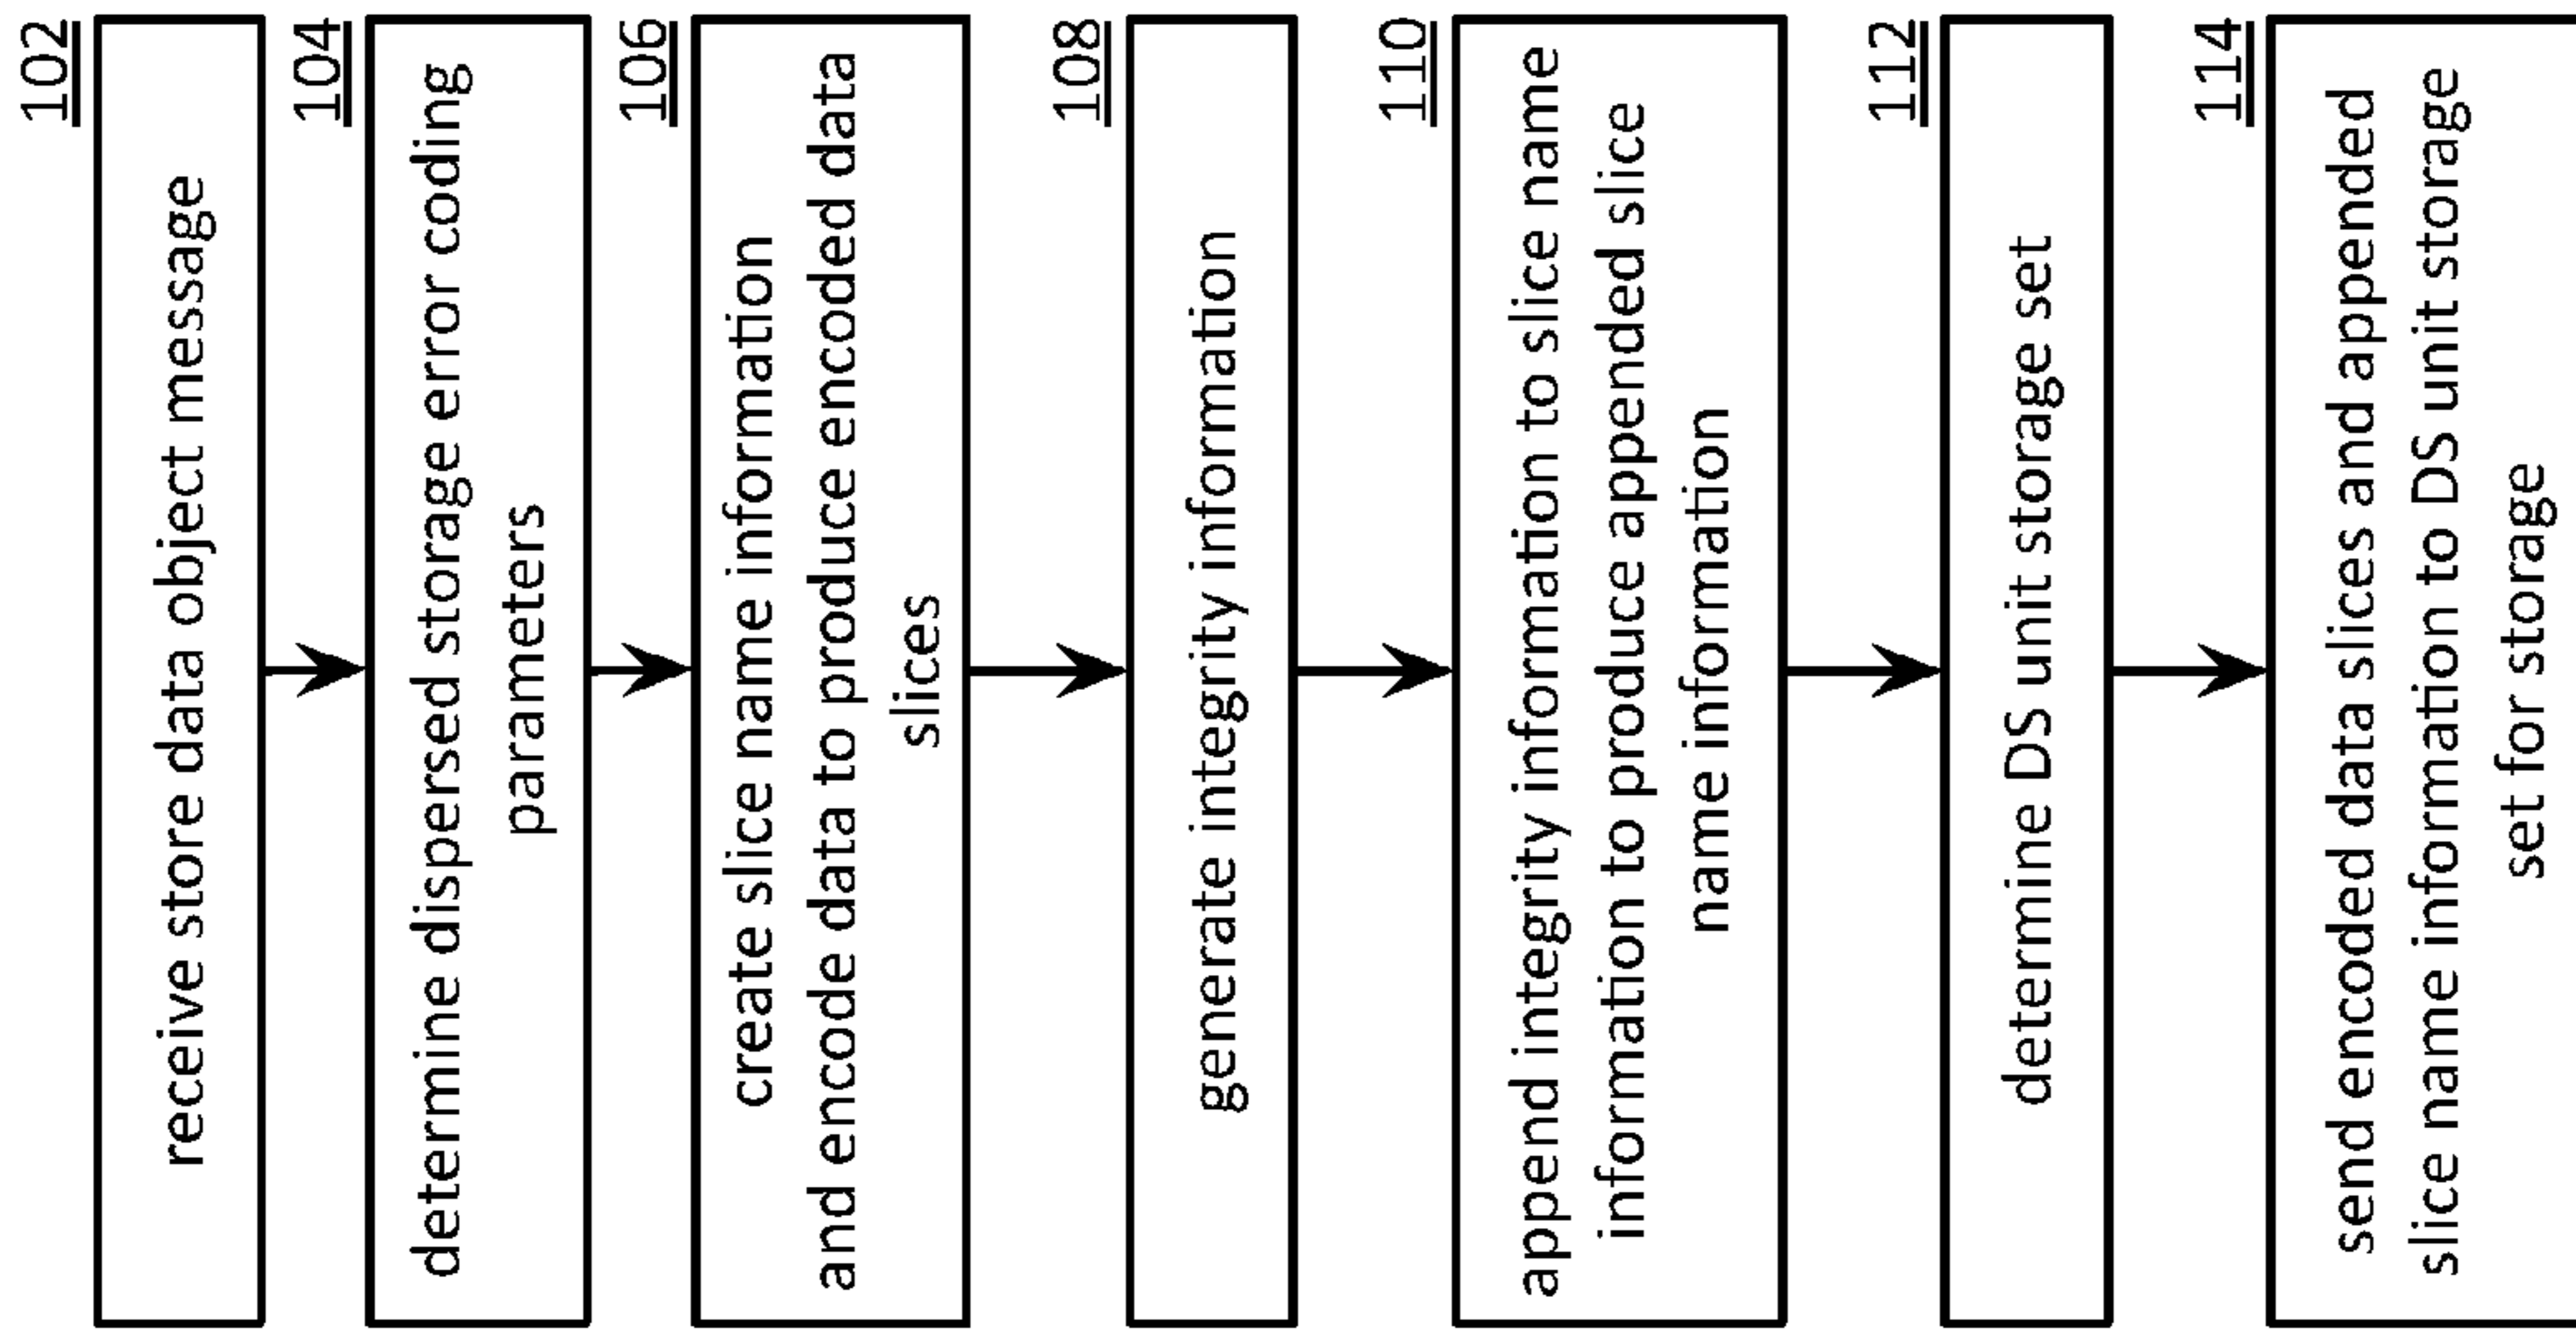 102
receive store data object message
104
determine dispersed storage error coding
parameters
106
create slice name information
and encode data to produce encoded data
slices
108
generate integrity information
110
append integrity information to slice name
information to produce appended slice
name information
112
determine DS unit storage set
114
send encoded data slices and appended
slice name information to DS unit storage
set for storage